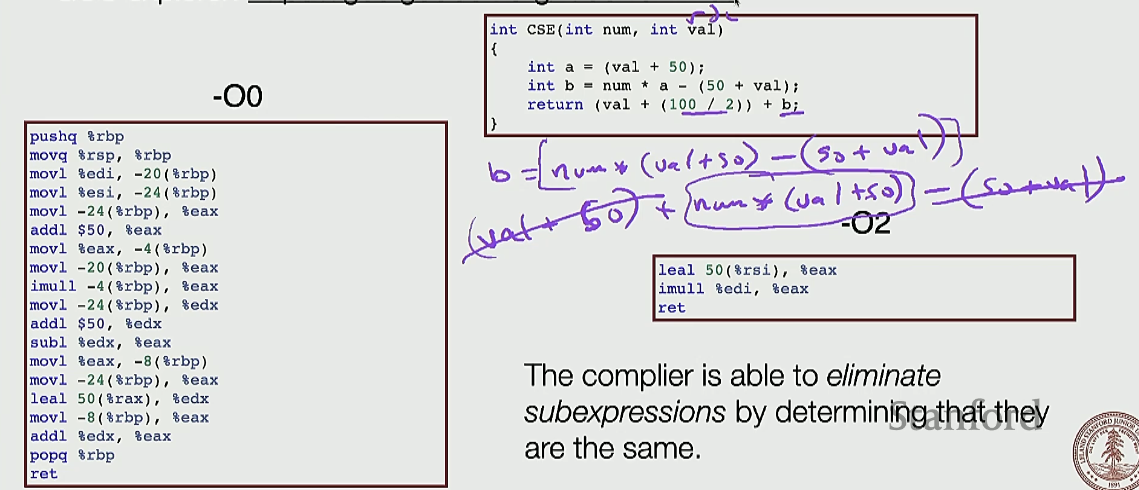 int CSE(int num, int val)
{
int a = (val + 50);
int b = num * a - (50 + val);
return (val + (100 / 2)) + b;
}
-O0
pushq %rbp
movq %rsp, %rbp
movl %edi, -20(%rbp)
movl %esi, -24(%rbp)
movl -24(%rbp), %eax
addl $50, %eax
movl %eax, -4(%rbp)
movl -20(%rbp), %eax
imull -4(%rbp), %eax
movl -24(%rbp), %edx
addl $50, %edx
subl %edx, %eax
movl %eax, -8(%rbp)
movl -24(%rbp), %eax
leal 50(%rax), %edx
movl -8(%rbp), %eax
addl %edx, %eax
popq %rbp
ret
b = [num * (val+50) - (50 + val)]
(val + 50) + (num * (val + 50)) - (50 + val)
-O2
leal 50(%rsi), %eax
imull %edi, %eax
ret
The complier is able to eliminate
subexpressions by determining that they
are the same.
Stanford